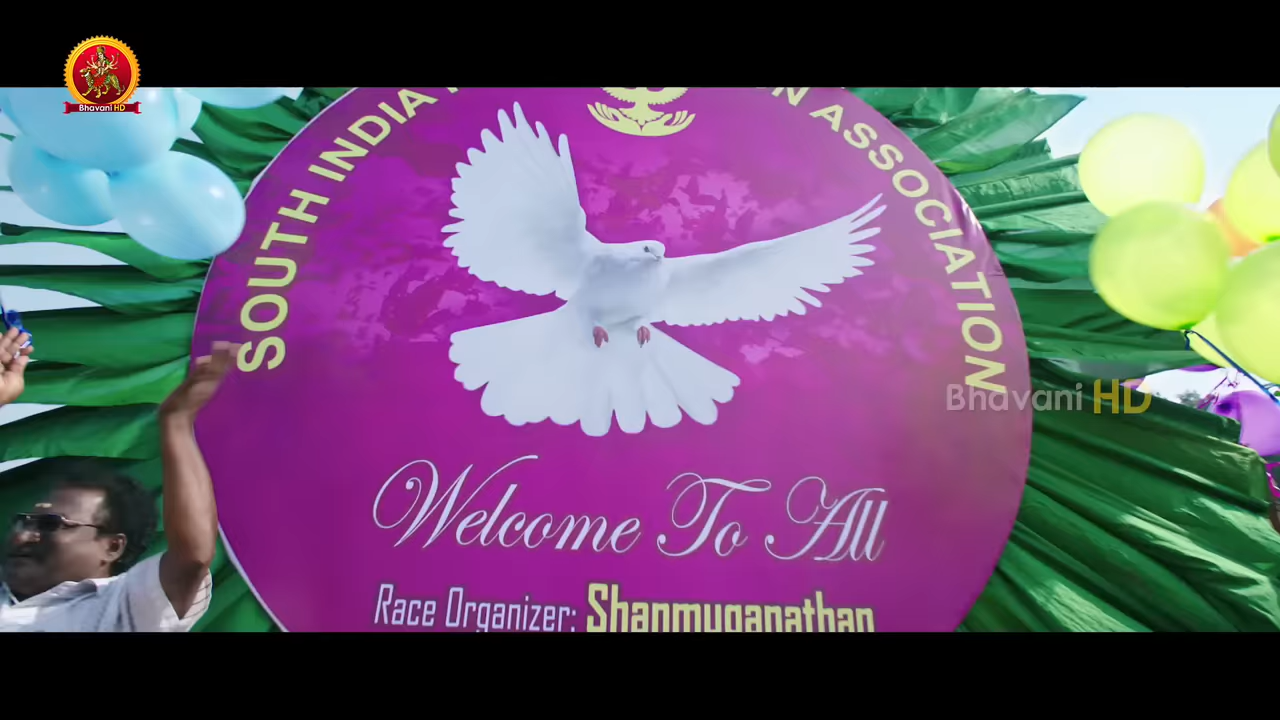 Bhavani HD
SOUTH INDIA
ASSOCIATION
Bhavani HD
Welcome To All
Race Organizer: Shanmuganathan